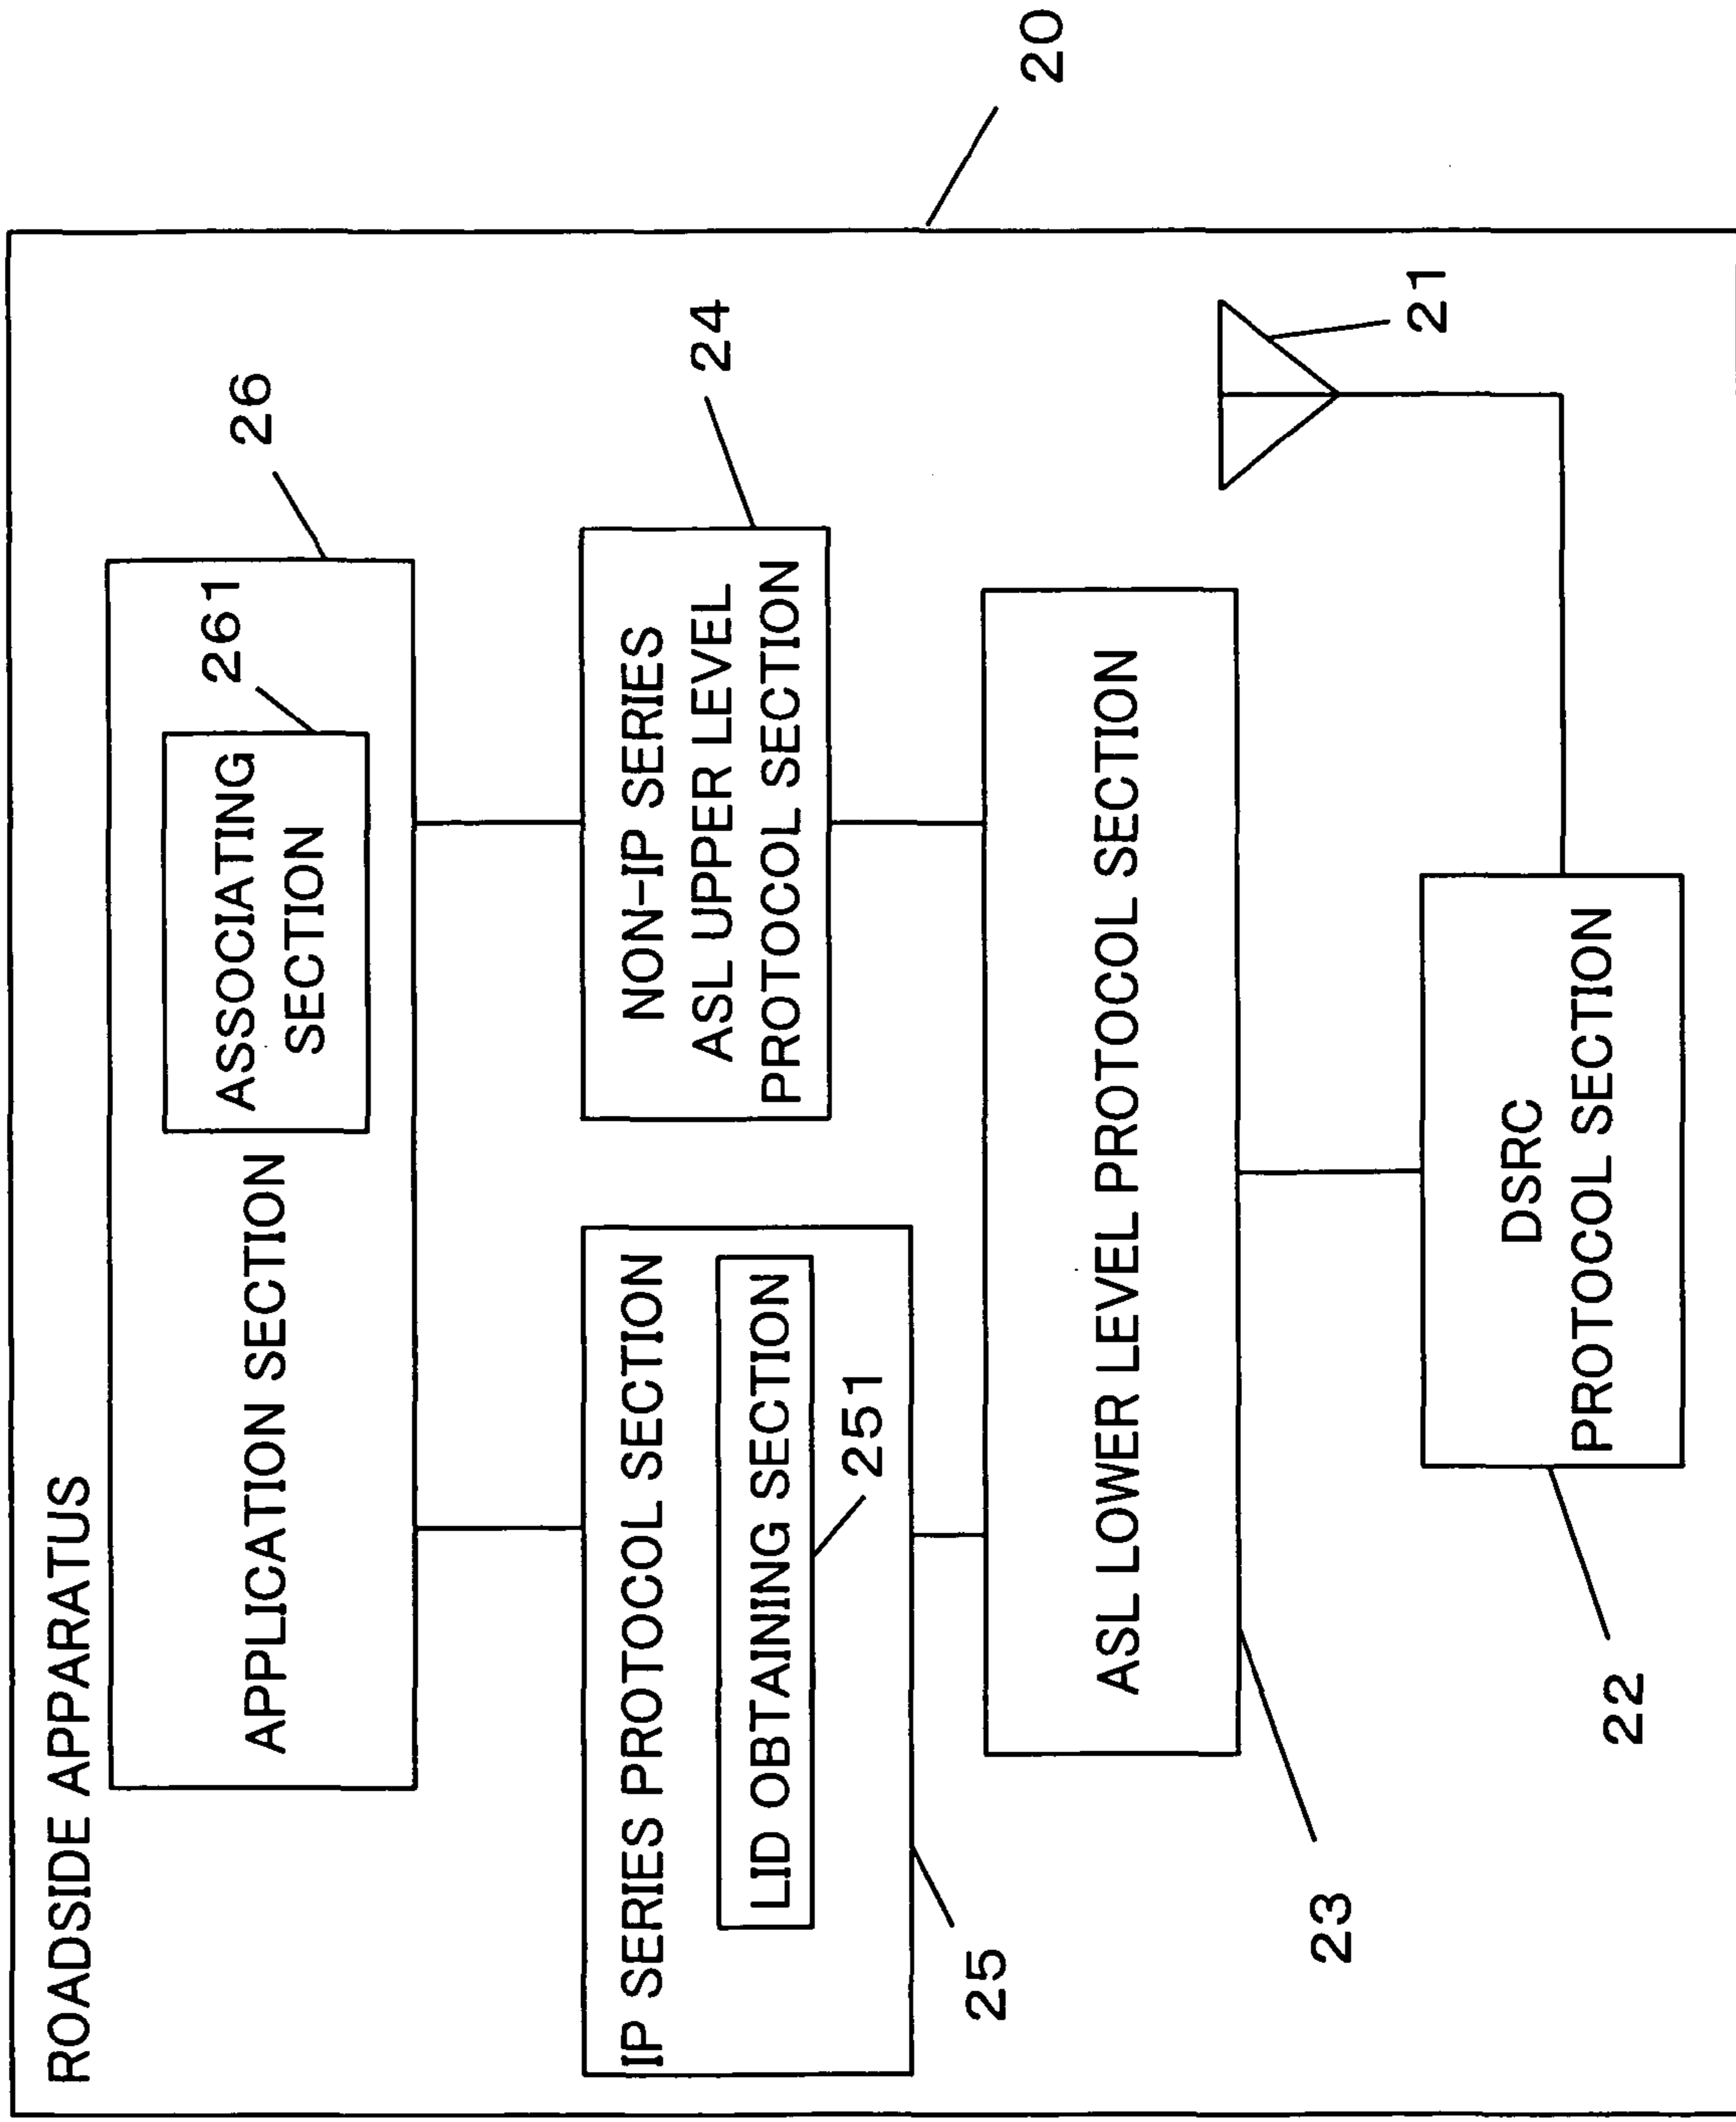 ROADSIDE APPARATUS
20
26
261
ASSOCIATING
SECTION
APPLICATION SECTION
24
NON-IP SERIES
ASL UPPER LEVEL
PROTOCOL SECTION
IP SERIES PROTOCOL SECTION
LID OBTAINING SECTION
251
25
21
ASL LOWER LEVEL PROTOCOL SECTION
23
DSRC
PROTOCOL SECTION
22